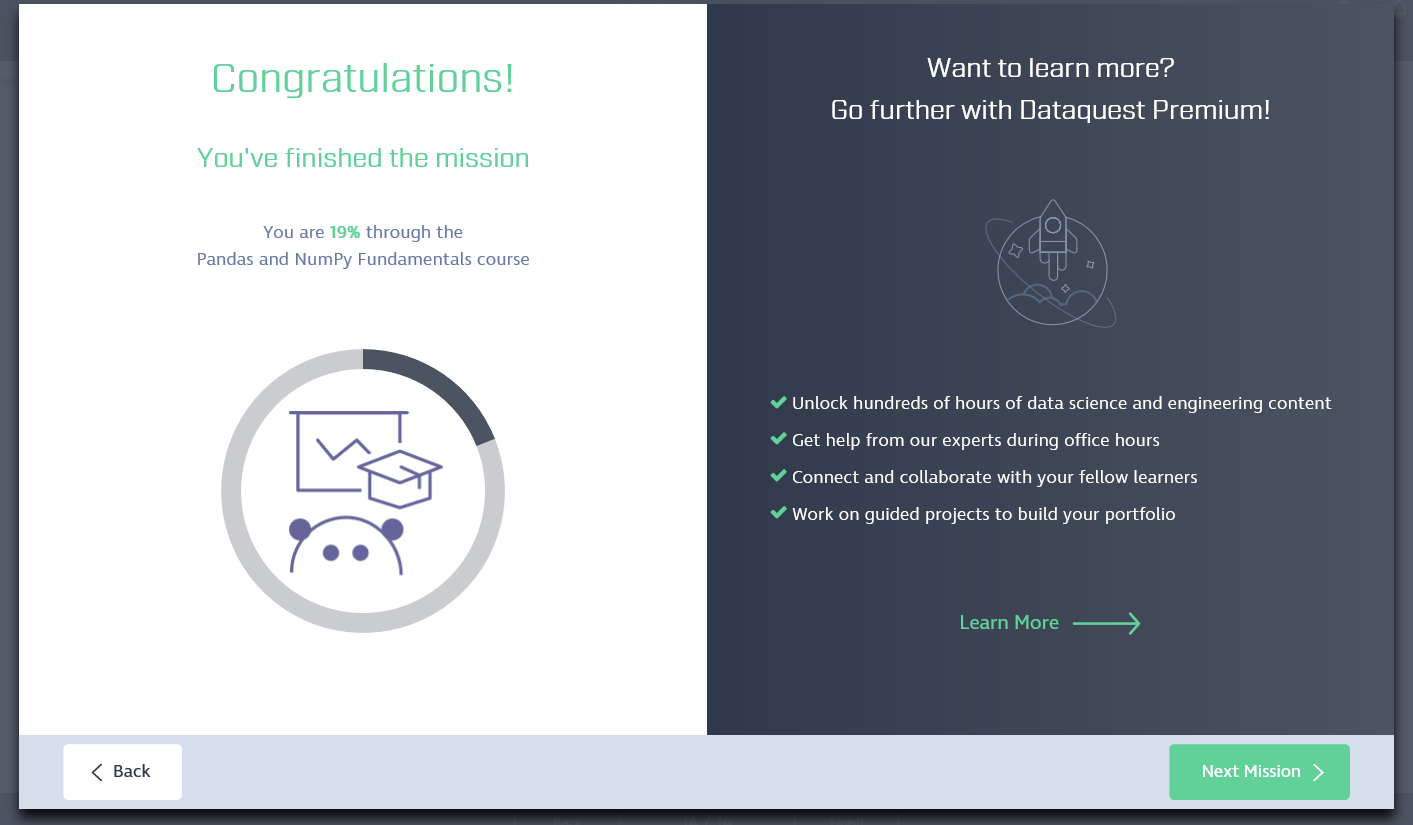 Congratulations!
You've finished the mission
You are 19% through the
Pandas and NumPy Fundamentals course
Want to learn more?
Go further with Dataquest Premium!
Unlock hundreds of hours of data science and engineering content
Get help from our experts during office hours
Connect and collaborate with your fellow learners
Work on guided projects to build your portfolio
Learn More
Back
Next Mission